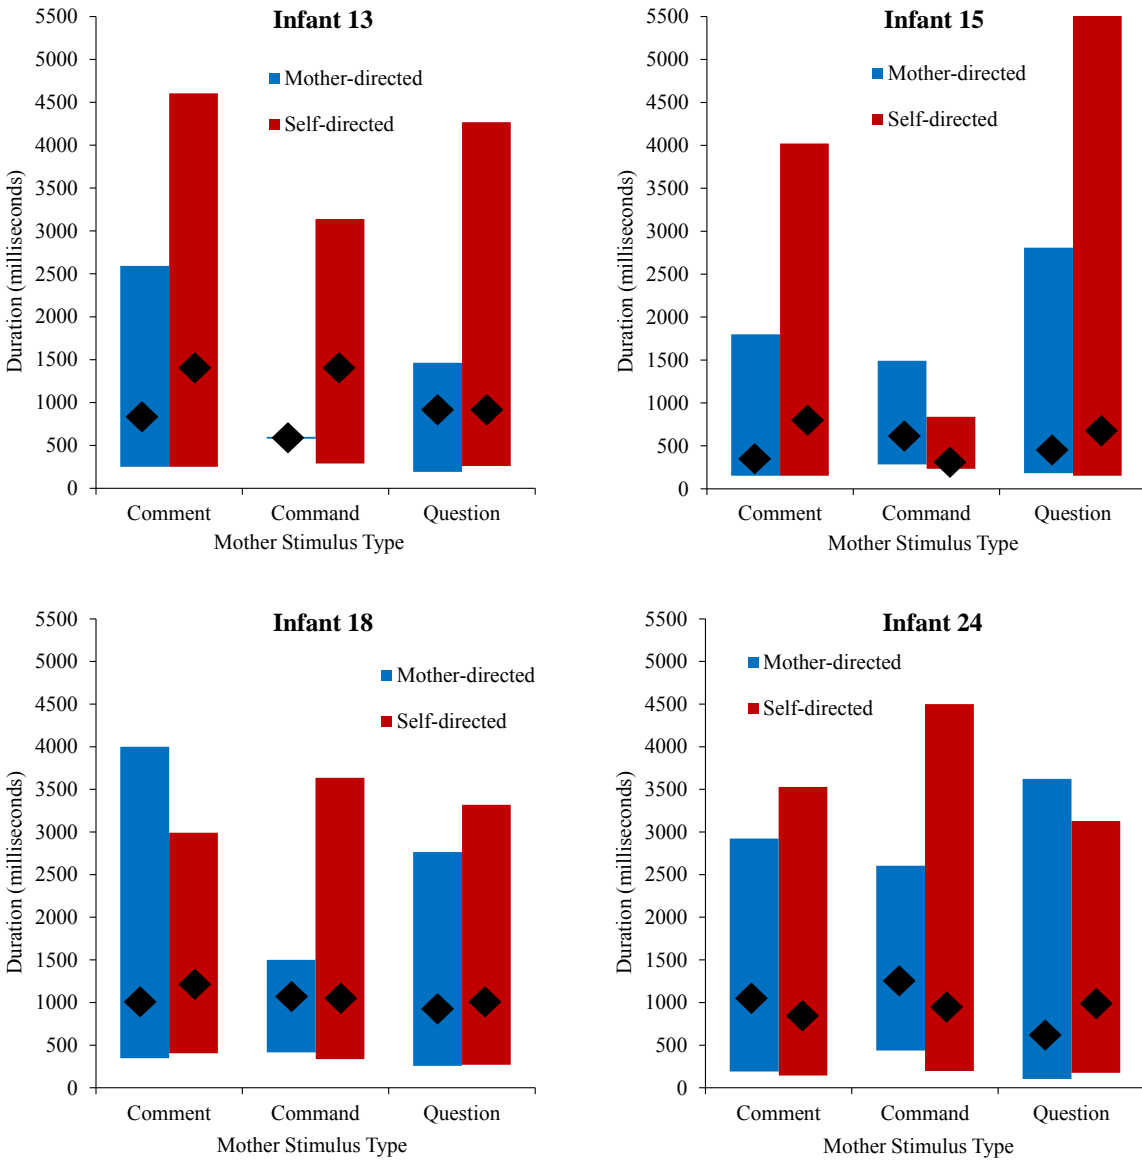 Infant 13
Mother-directed
Self-directed
Duration (milliseconds)
5500
5000
4500
4000
3500
3000
2500
2000
1500
1000
500
0
Comment Command Question
Mother Stimulus Type
Infant 15
Mother-directed
Self-directed
Duration (milliseconds)
5500
5000
4500
4000
3500
3000
2500
2000
1500
1000
500
0
Comment Command Question
Mother Stimulus Type
Infant 18
Mother-directed
Self-directed
Duration (milliseconds)
5500
5000
4500
4000
3500
3000
2500
2000
1500
1000
500
0
Comment Command Question
Mother Stimulus Type
Infant 24
Mother-directed
Self-directed
Duration (milliseconds)
5500
5000
4500
4000
3500
3000
2500
2000
1500
1000
500
0
Comment Command Question
Mother Stimulus Type